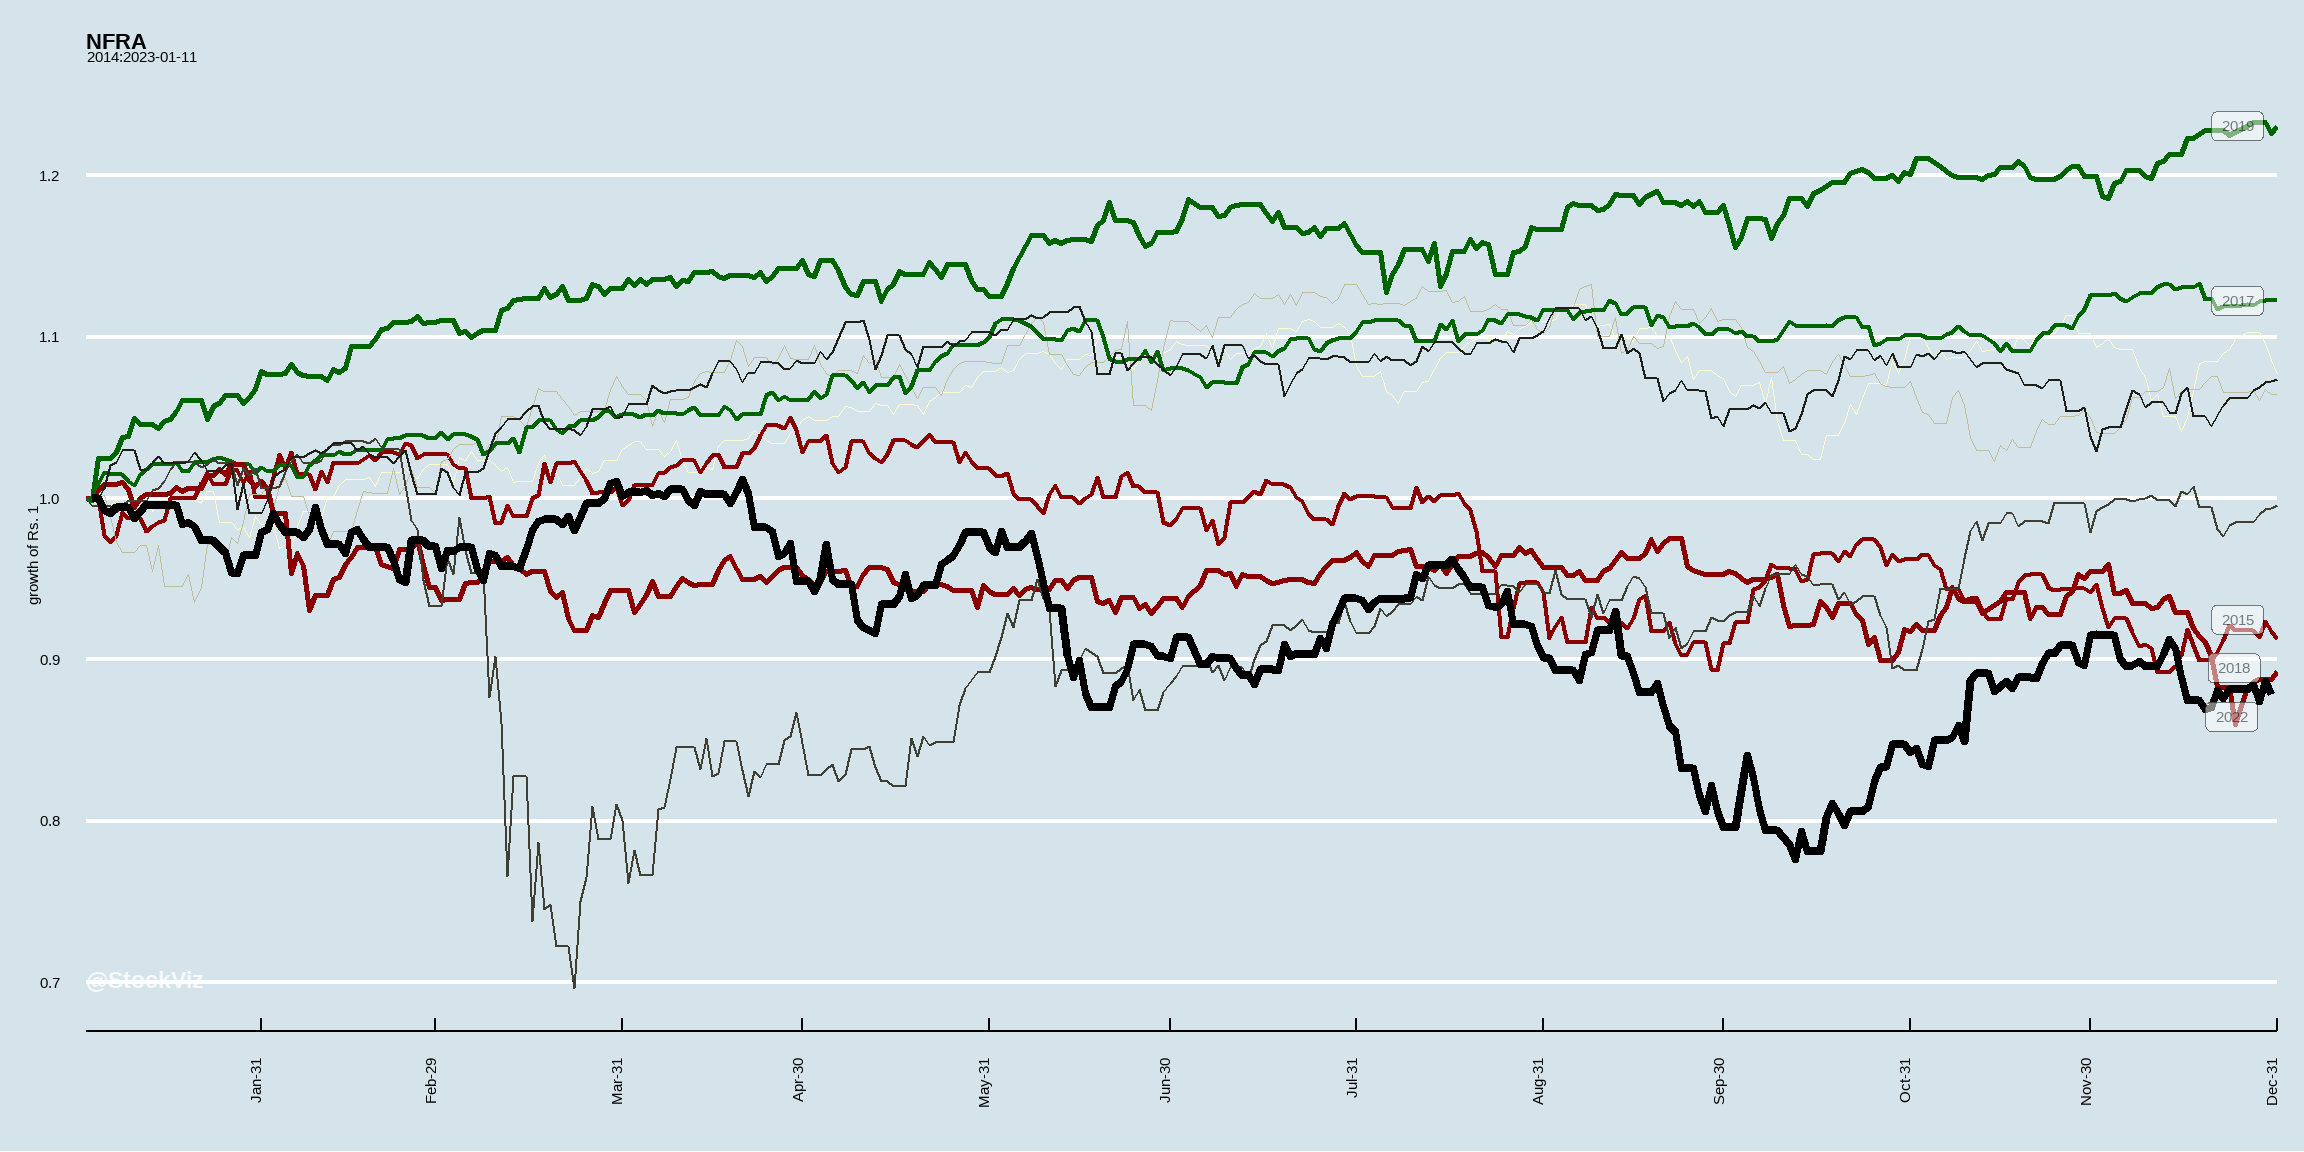 NFRA
2014:2023-01-11
growth of Rs. 1
1.2
1.1
1.0
0.9
0.8
0.7
2019
2017
2015
2018
2022
@StockViz
Jan-31
Feb-29
Mar-31
Apr-30
May-31
Jun-30
Jul-31
Aug-31
Sep-30
Oct-31
Nov-30
Dec-31